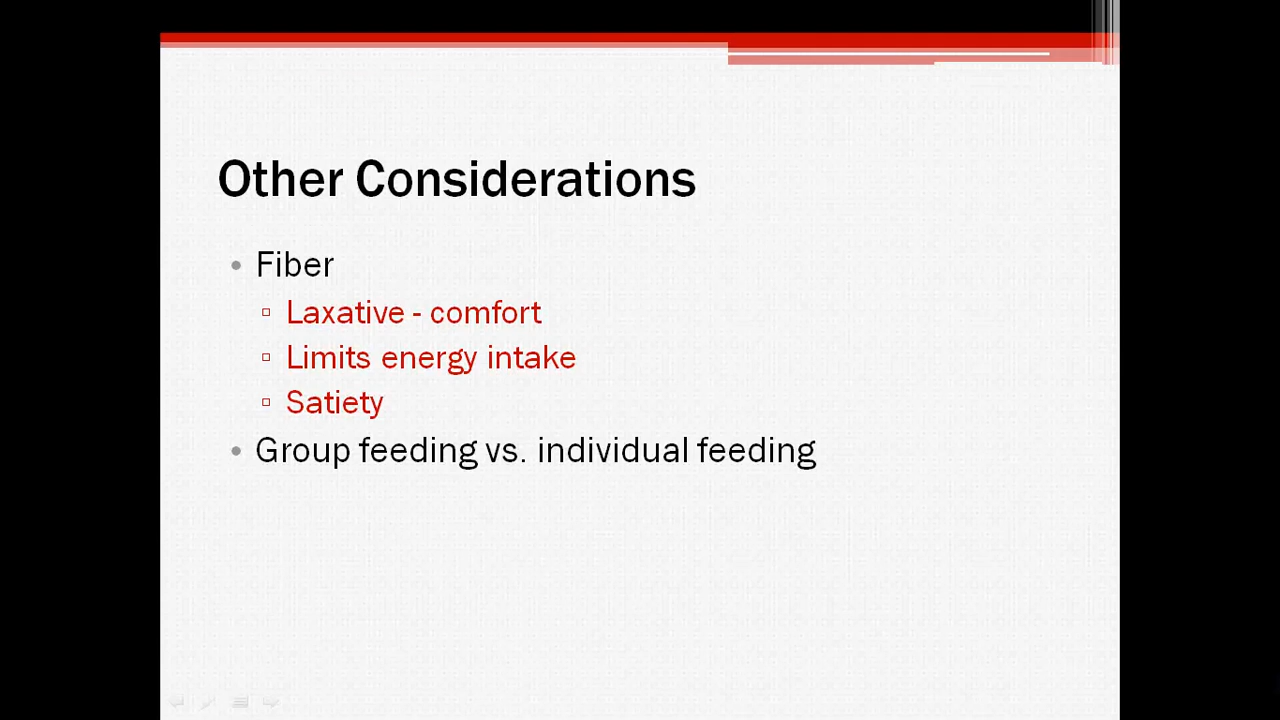 Other Considerations
• Fiber
▫ Laxative - comfort
▫ Limits energy intake
▫ Satiety
• Group feeding vs. individual feeding